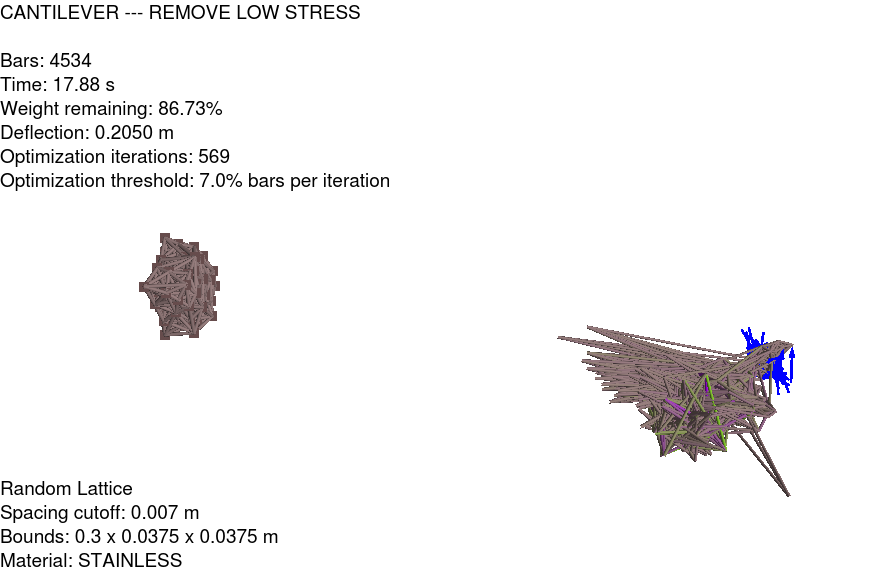 CANTILEVER --- REMOVE LOW STRESS
Bars: 4534
Time: 17.88 s
Weight remaining: 86.73%
Deflection: 0.2050 m
Optimization iterations: 569
Optimization threshold: 7.0% bars per iteration
Random Lattice
Spacing cutoff: 0.007 m
Bounds: 0.3 x 0.0375 x 0.0375 m
Material: STAINLESS